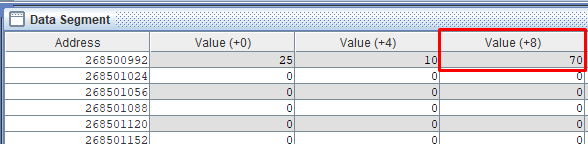 Data Segment
Address Value (+0) Value (+4) Value (+8)
268500992 25 10 70
268501024 0 0 0
268501056 0 0 0
268501088 0 0 0
268501120 0 0 0
268501152 0 0 0